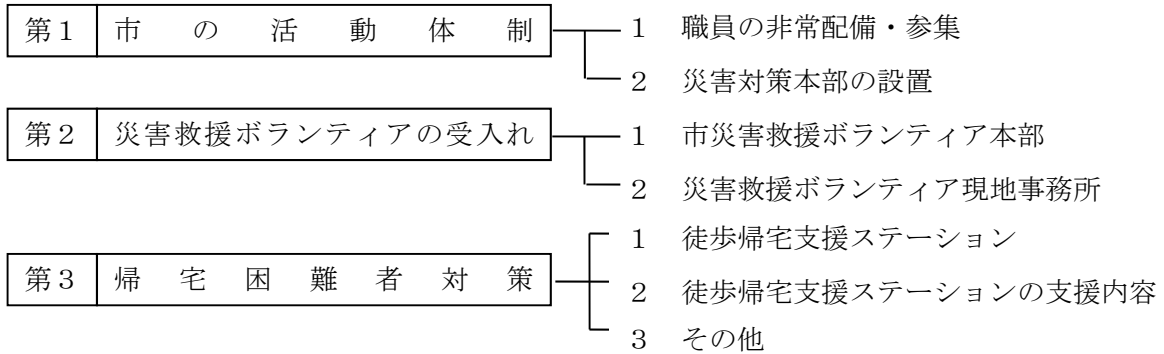 第1 市の活動体制
1 職員の非常配備・参集
2 災害対策本部の設置
第2 災害救援ボランティアの受入れ
1 市災害救援ボランティア本部
2 災害救援ボランティア現地事務所
第3 帰宅困難者対策
1 徒歩帰宅支援ステーション
2 徒歩帰宅支援ステーションの支援内容
3 その他